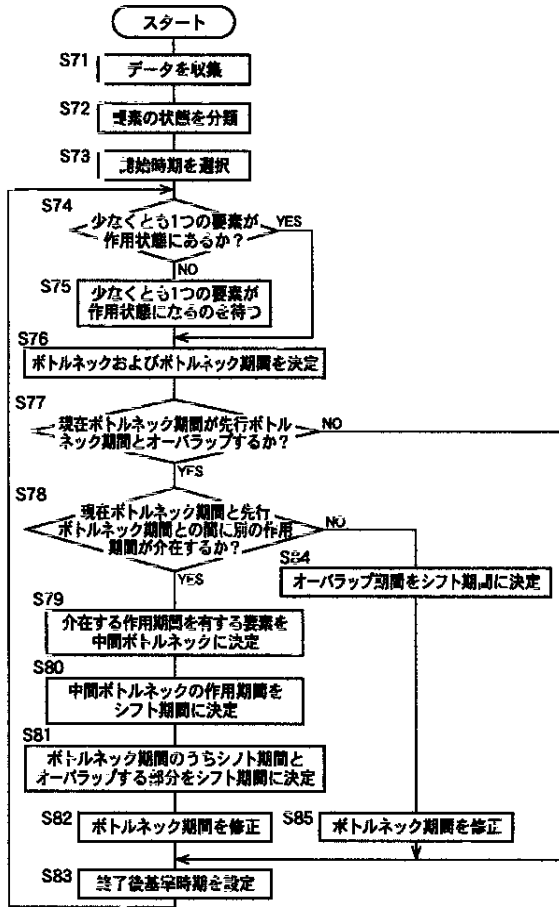 スタート
S71
データを収集
S72
要素の状態を分類
S73
開始時期を選択
S74
少なくとも1つの要素が
作用状態にあるか？
YES
NO
S75
少なくとも1つの要素が
作用状態になるのを待つ
S76
ボトルネックおよびボトルネック期間を決定
S77
現在ボトルネック期間が先行ボトル
ネック期間とオーバラップするか？
NO
YES
S78
現在ボトルネック期間と先行
ボトルネック期間との間に別の作用
期間が介在するか？
NO
YES
S84
オーバラップ期間をシフト期間に決定
S79
介在する作用期間を有する要素を
中間ボトルネックに決定
S80
中間ボトルネックの作用期間を
シフト期間に決定
S81
ボトルネック期間のうちシフト期間と
オーバラップする部分をシフト期間に決定
S82
ボトルネック期間を修正
S85
ボトルネック期間を修正
S83
終了後基準時期を設定